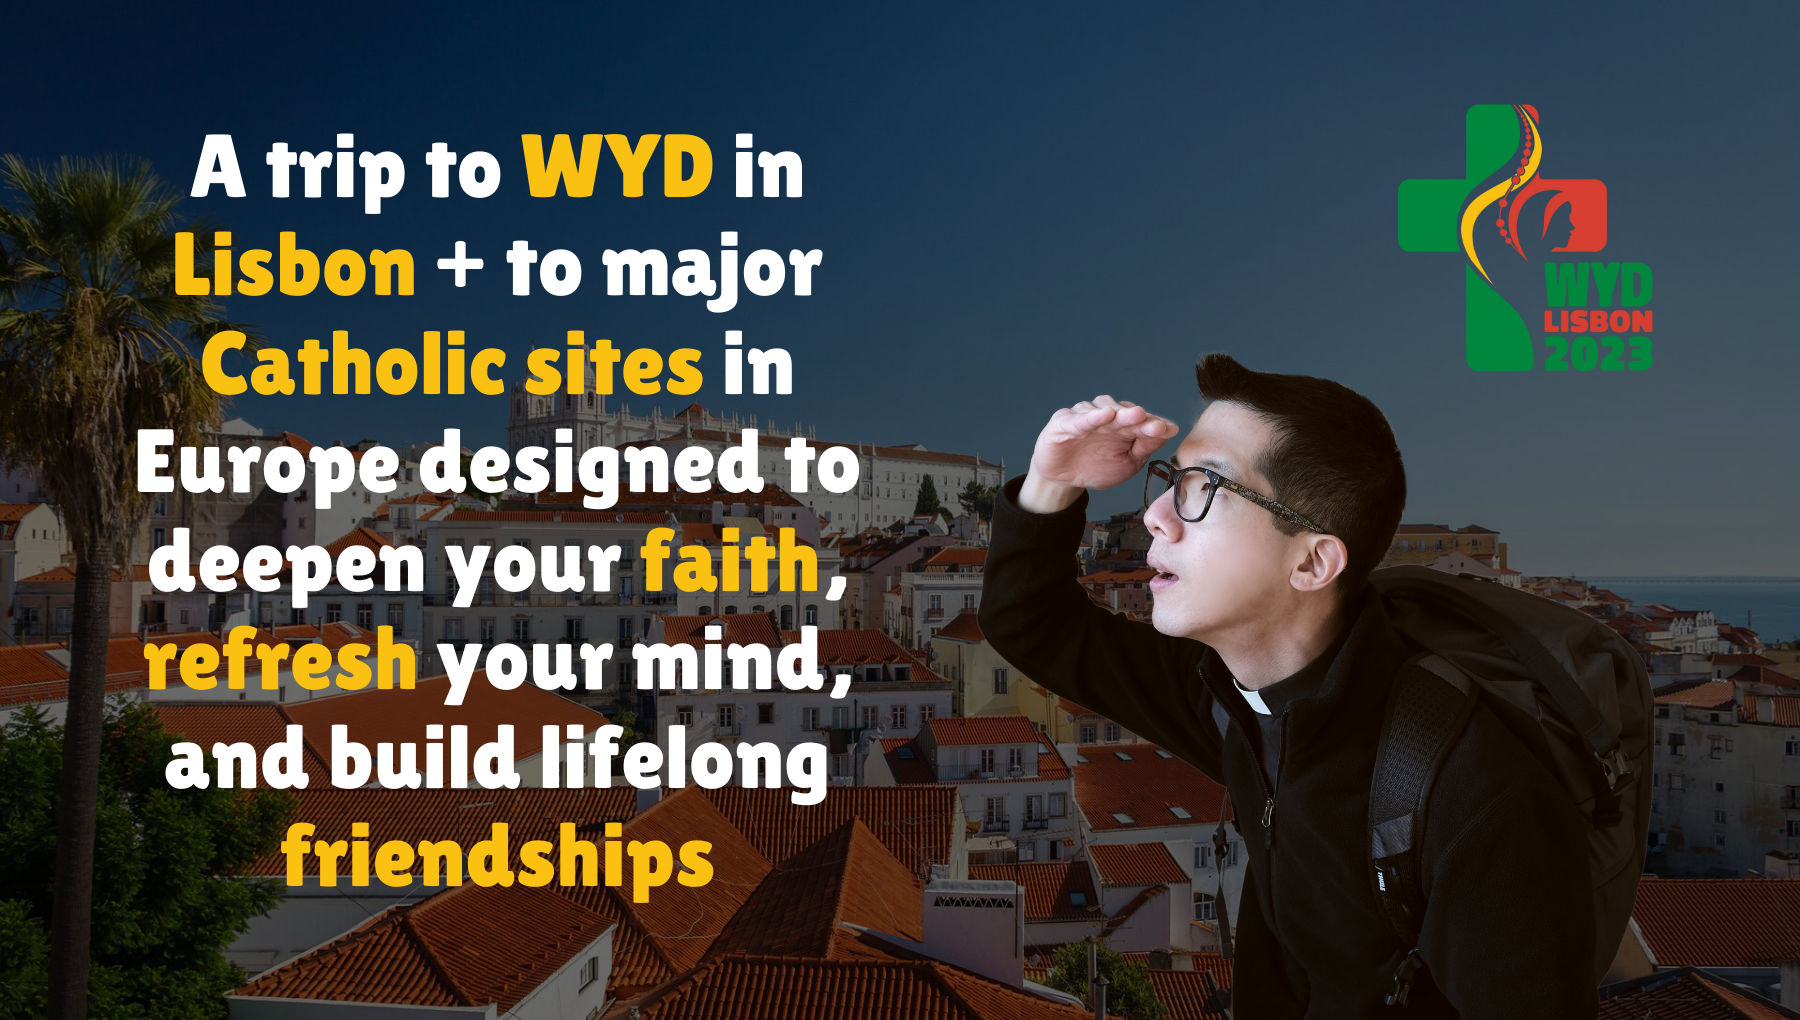 A trip to WYD in
Lisbon + to major
Catholic sites in
Europe designed to
deepen your faith,
refresh your mind,
and build lifelong
friendships
WYD
LISBON
2023
THULE